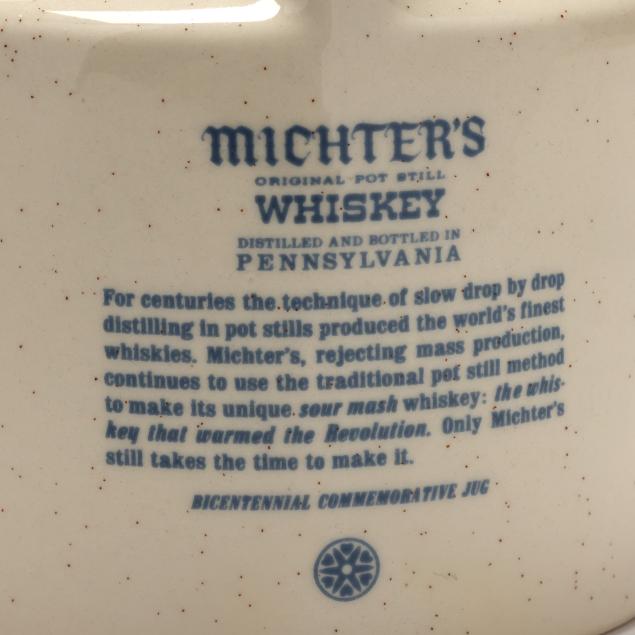 MICHTER'S
ORIGINAL POT STILL
WHISKEY
DISTILLED AND BOTTLED IN
PENNSYLVANIA
For centuries the technique of slow drop by drop
distilling in pot stills produced the world's finest
whiskies. Michter's, rejecting mass production,
continues to use the traditional pot still method
to make its unique sour mash whiskey: the whis-
key that warmed the Revolution. Only Michter's
still takes the time to make it.
BICENTENNIAL COMMEMORATIVE JUG